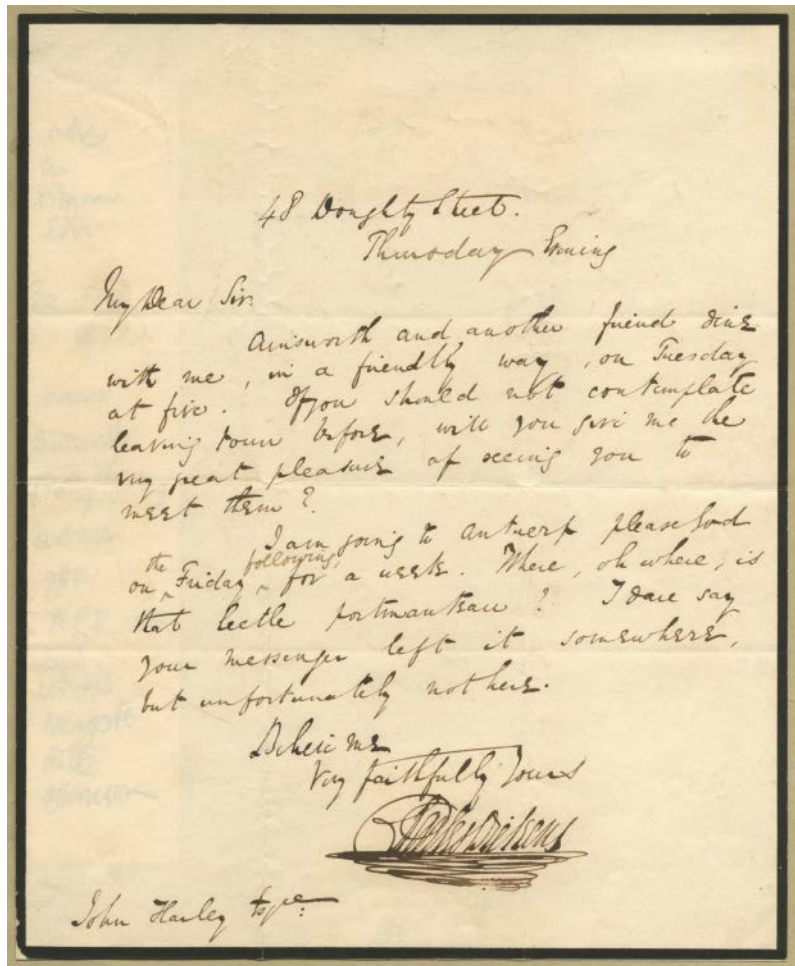 48 Doughty Street.
Thursday Evening
My Dear Sir.
Ainsworth and another friend dine
with me, in a friendly way, on Tuesday
at five. If you should not contemplate
leaving town before, will you give me the
very great pleasure of seeing you to
meet them?
I am going to Antwerp please God
on the Friday following, for a week. Where, oh where, is
that leetle portmanteau? I dare say
your messenger left it somewhere,
but unfortunately not here.
Believe me
Very faithfully Yours
Charles Dickens
John Harley Esqre.